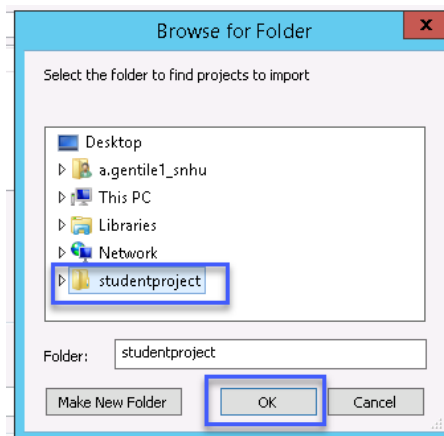 Browse for Folder
x
Select the folder to find projects to import
Desktop
a.gentile1_snhu
This PC
Libraries
Network
studentproject
Folder: studentproject
Make New Folder OK Cancel